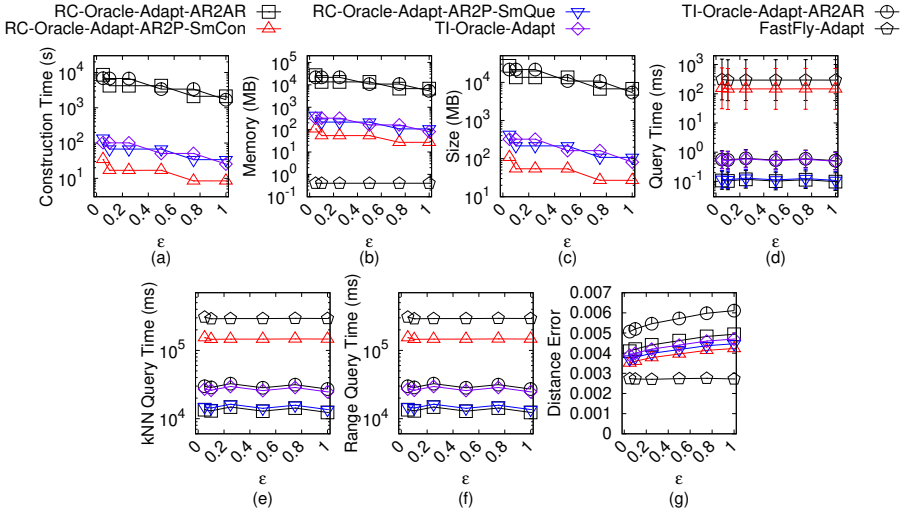 RC-Oracle-Adapt-AR2AR
RC-Oracle-Adapt-AR2P-SmCon
RC-Oracle-Adapt-AR2P-SmQue
TI-Oracle-Adapt
TI-Oracle-Adapt-AR2AR
FastFly-Adapt
Construction Time (s)
10^4
10^3
10^2
10^1
0 0.2 0.4 0.6 0.8 1
ε
(a)
Memory (MB)
10^5
10^4
10^3
10^2
10^1
10^0
10^-1
0 0.2 0.4 0.6 0.8 1
ε
(b)
Size (MB)
10^4
10^3
10^2
10^1
0 0.2 0.4 0.6 0.8 1
ε
(c)
Query Time (ms)
10^3
10^2
10^1
10^0
10^-1
0 0.2 0.4 0.6 0.8 1
ε
(d)
kNN Query Time (ms)
10^5
10^4
0 0.2 0.4 0.6 0.8 1
ε
(e)
Range Query Time (ms)
10^5
10^4
0 0.2 0.4 0.6 0.8 1
ε
(f)
Distance Error
0.007
0.006
0.005
0.004
0.003
0.002
0.001
0
0 0.2 0.4 0.6 0.8 1
ε
(g)